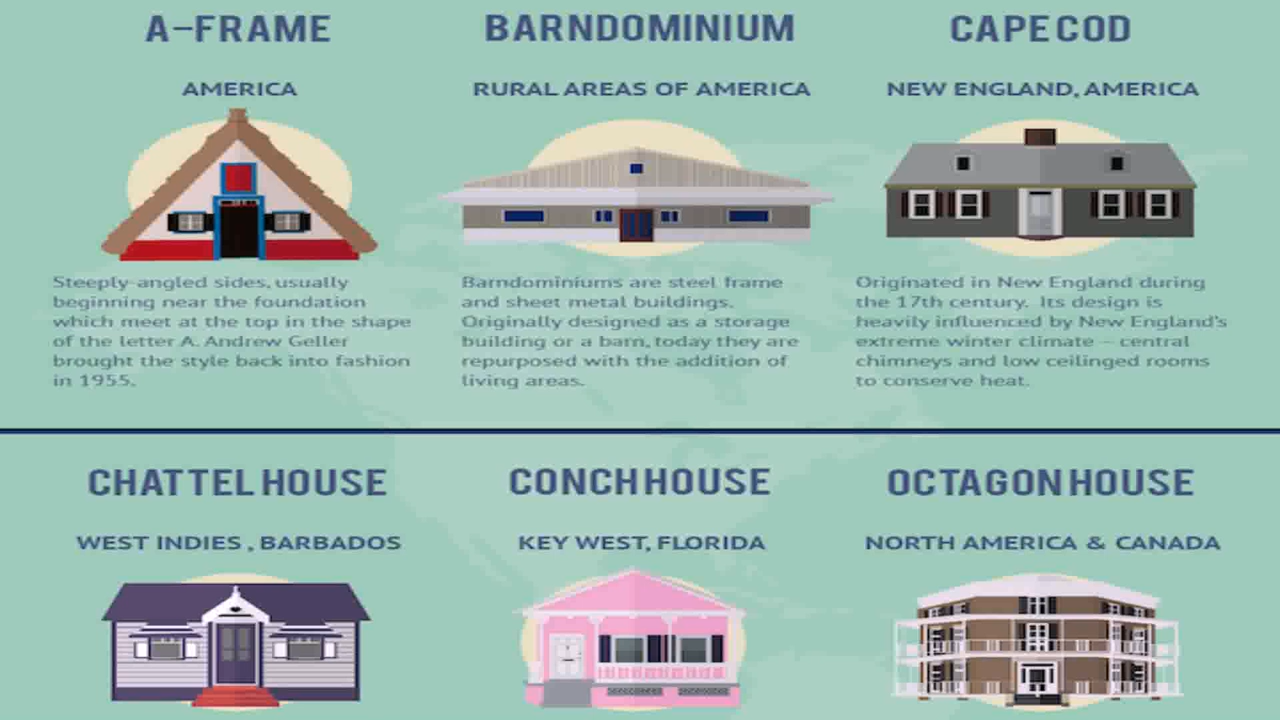 A-FRAME
AMERICA
Steeply-angled sides, usually
beginning near the foundation
which meet at the top in the shape
of the letter A. Andrew Geller
brought the style back into fashion
in 1955.
BARNDOMINIUM
RURAL AREAS OF AMERICA
Barndominiums are steel frame
and sheet metal buildings.
Originally designed as a storage
building or a barn, today they are
repurposed with the addition of
living areas.
CAPE COD
NEW ENGLAND, AMERICA
Originated in New England during
the 17th century. Its design is
heavily influenced by New England's
extreme winter climate – central
chimneys and low ceilinged rooms
to conserve heat.
CHATTEL HOUSE
WEST INDIES , BARBADOS
CONCH HOUSE
KEY WEST, FLORIDA
OCTAGON HOUSE
NORTH AMERICA & CANADA